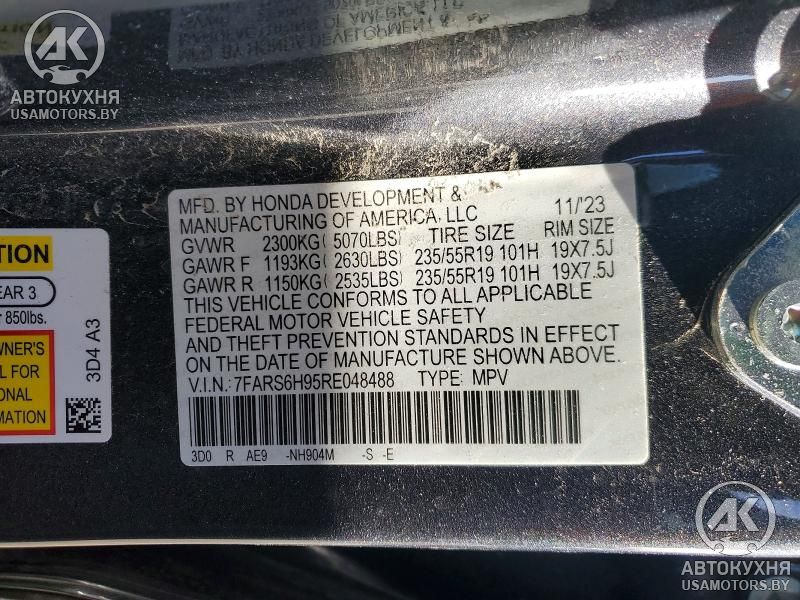 АК
АВТОКУХНЯ
USAMOTORS.BY
MFD. BY HONDA DEVELOPMENT &
MANUFACTURING OF AMERICA, LLC 11/'23
GVWR 2300KG( 5070LBS) TIRE SIZE RIM SIZE
GAWR F 1193KG( 2630LBS) 235/55R19 101H 19X7.5J
GAWR R 1150KG( 2535LBS) 235/55R19 101H 19X7.5J
THIS VEHICLE CONFORMS TO ALL APPLICABLE
FEDERAL MOTOR VEHICLE SAFETY
AND THEFT PREVENTION STANDARDS IN EFFECT
ON THE DATE OF MANUFACTURE SHOWN ABOVE.
V.I.N.:7FARS6H95RE048488 TYPE: MPV
3D0 R AE9 -NH904M -S -E
TION
EAR 3
850lbs.
WNER'S
L FOR
ONAL
MATION
3D4 A3
АК
АВТОКУХНЯ
USAMOTORS.BY